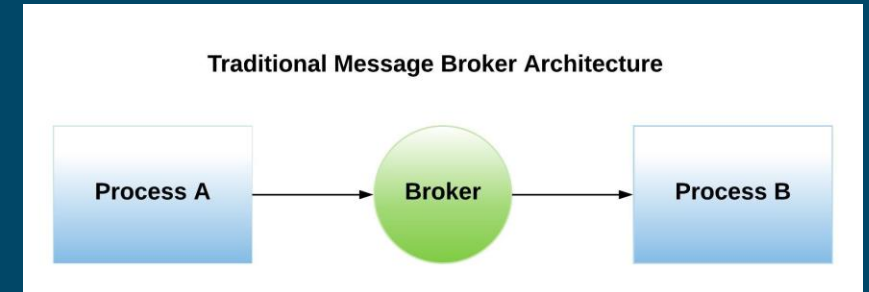 Traditional Message Broker Architecture
Process A
Broker
Process B